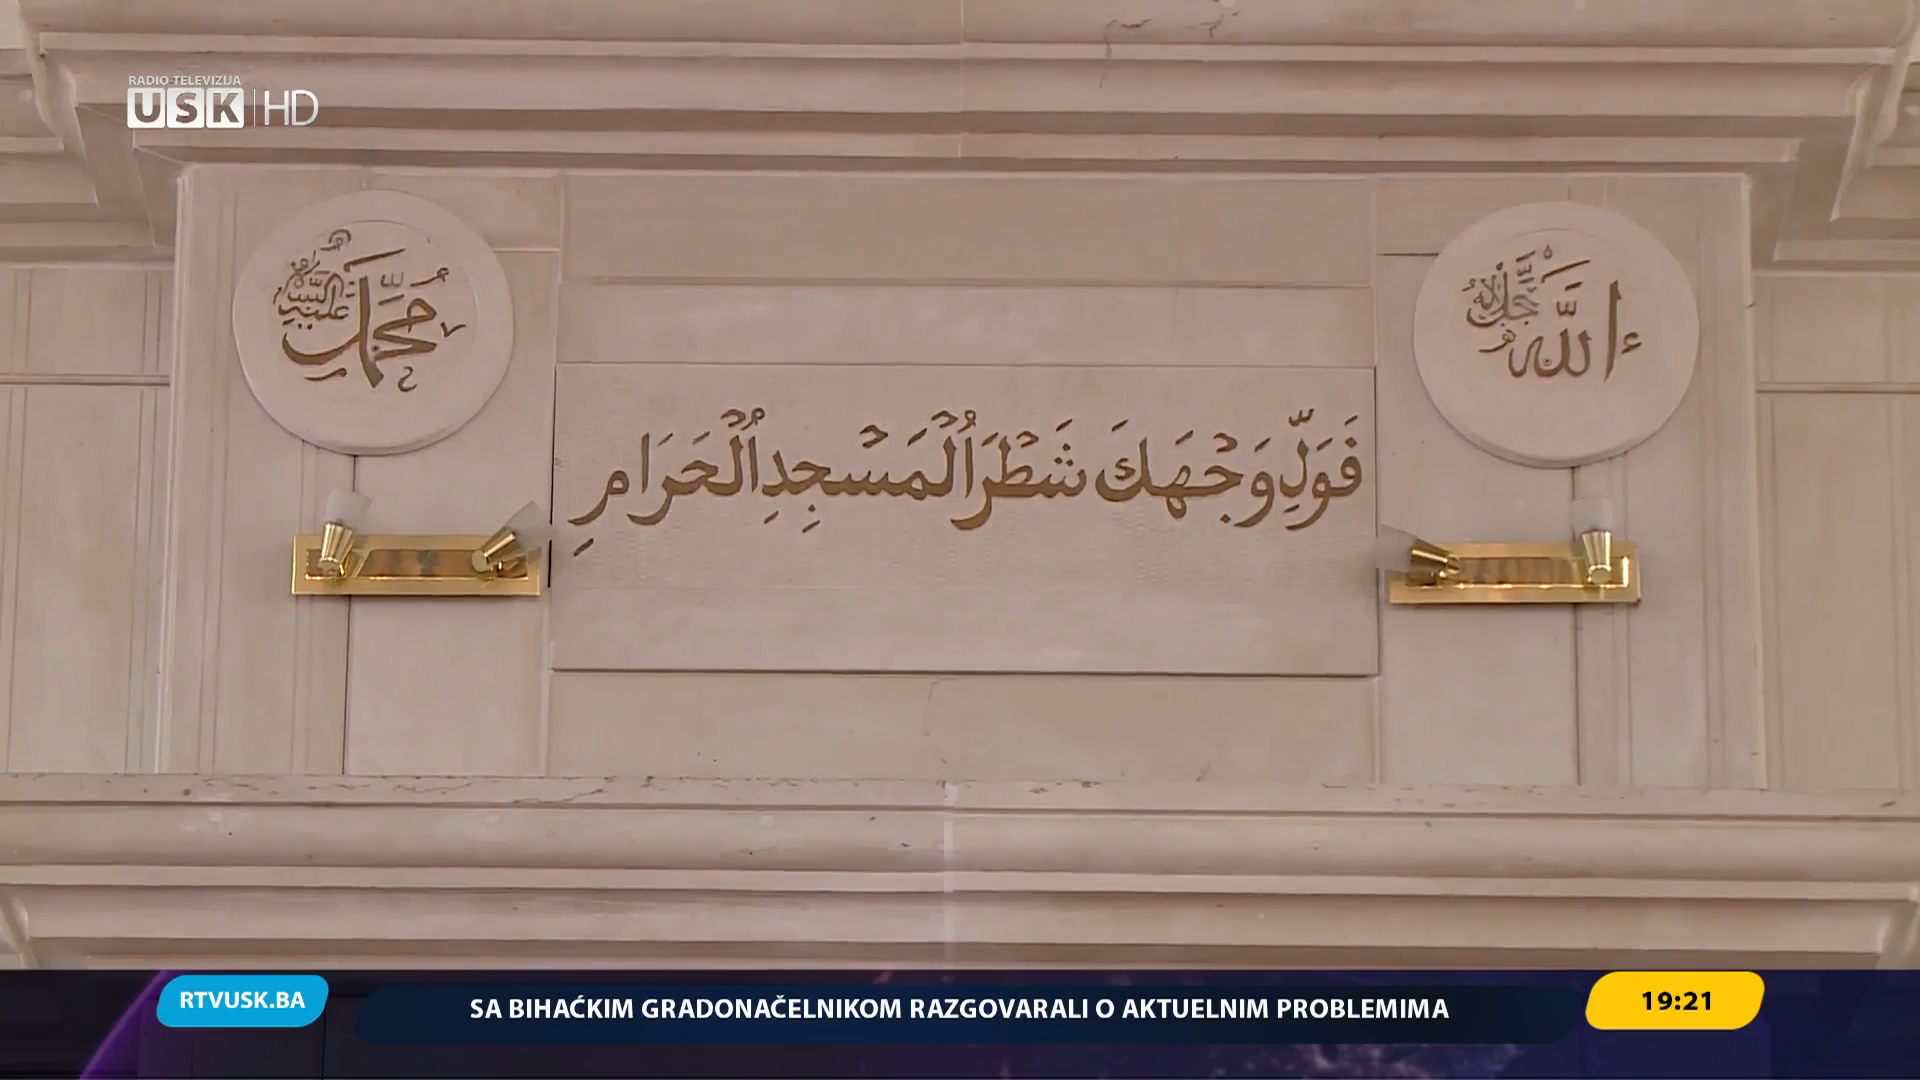 RADIO-TELEVIZIJA
USK HD
الله جل جلاله
محمد عليه السلام
فَوَلِّ وَجْهَكَ شَطْرَ الْمَسْجِدِ الْحَرَامِ
RTVUSK.BA
SA BIHAĆKIM GRADONAČELNIKOM RAZGOVARALI O AKTUELNIM PROBLEMIMA
19:21